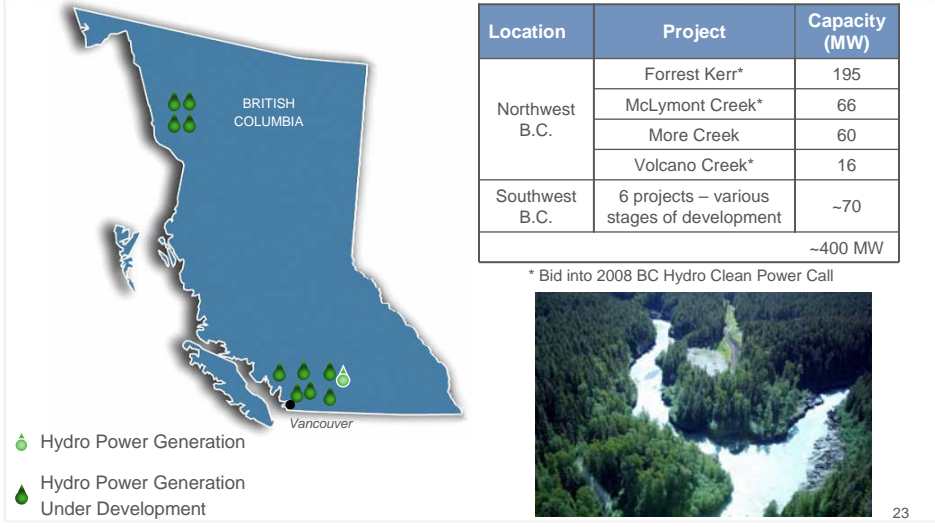 BRITISH
COLUMBIA
Vancouver
Hydro Power Generation
Hydro Power Generation
Under Development
Location Project Capacity
(MW)
Northwest
B.C.
Forrest Kerr* 195
McLymont Creek* 66
More Creek 60
Volcano Creek* 16
Southwest
B.C.
6 projects – various
stages of development
~70
~400 MW
* Bid into 2008 BC Hydro Clean Power Call
23